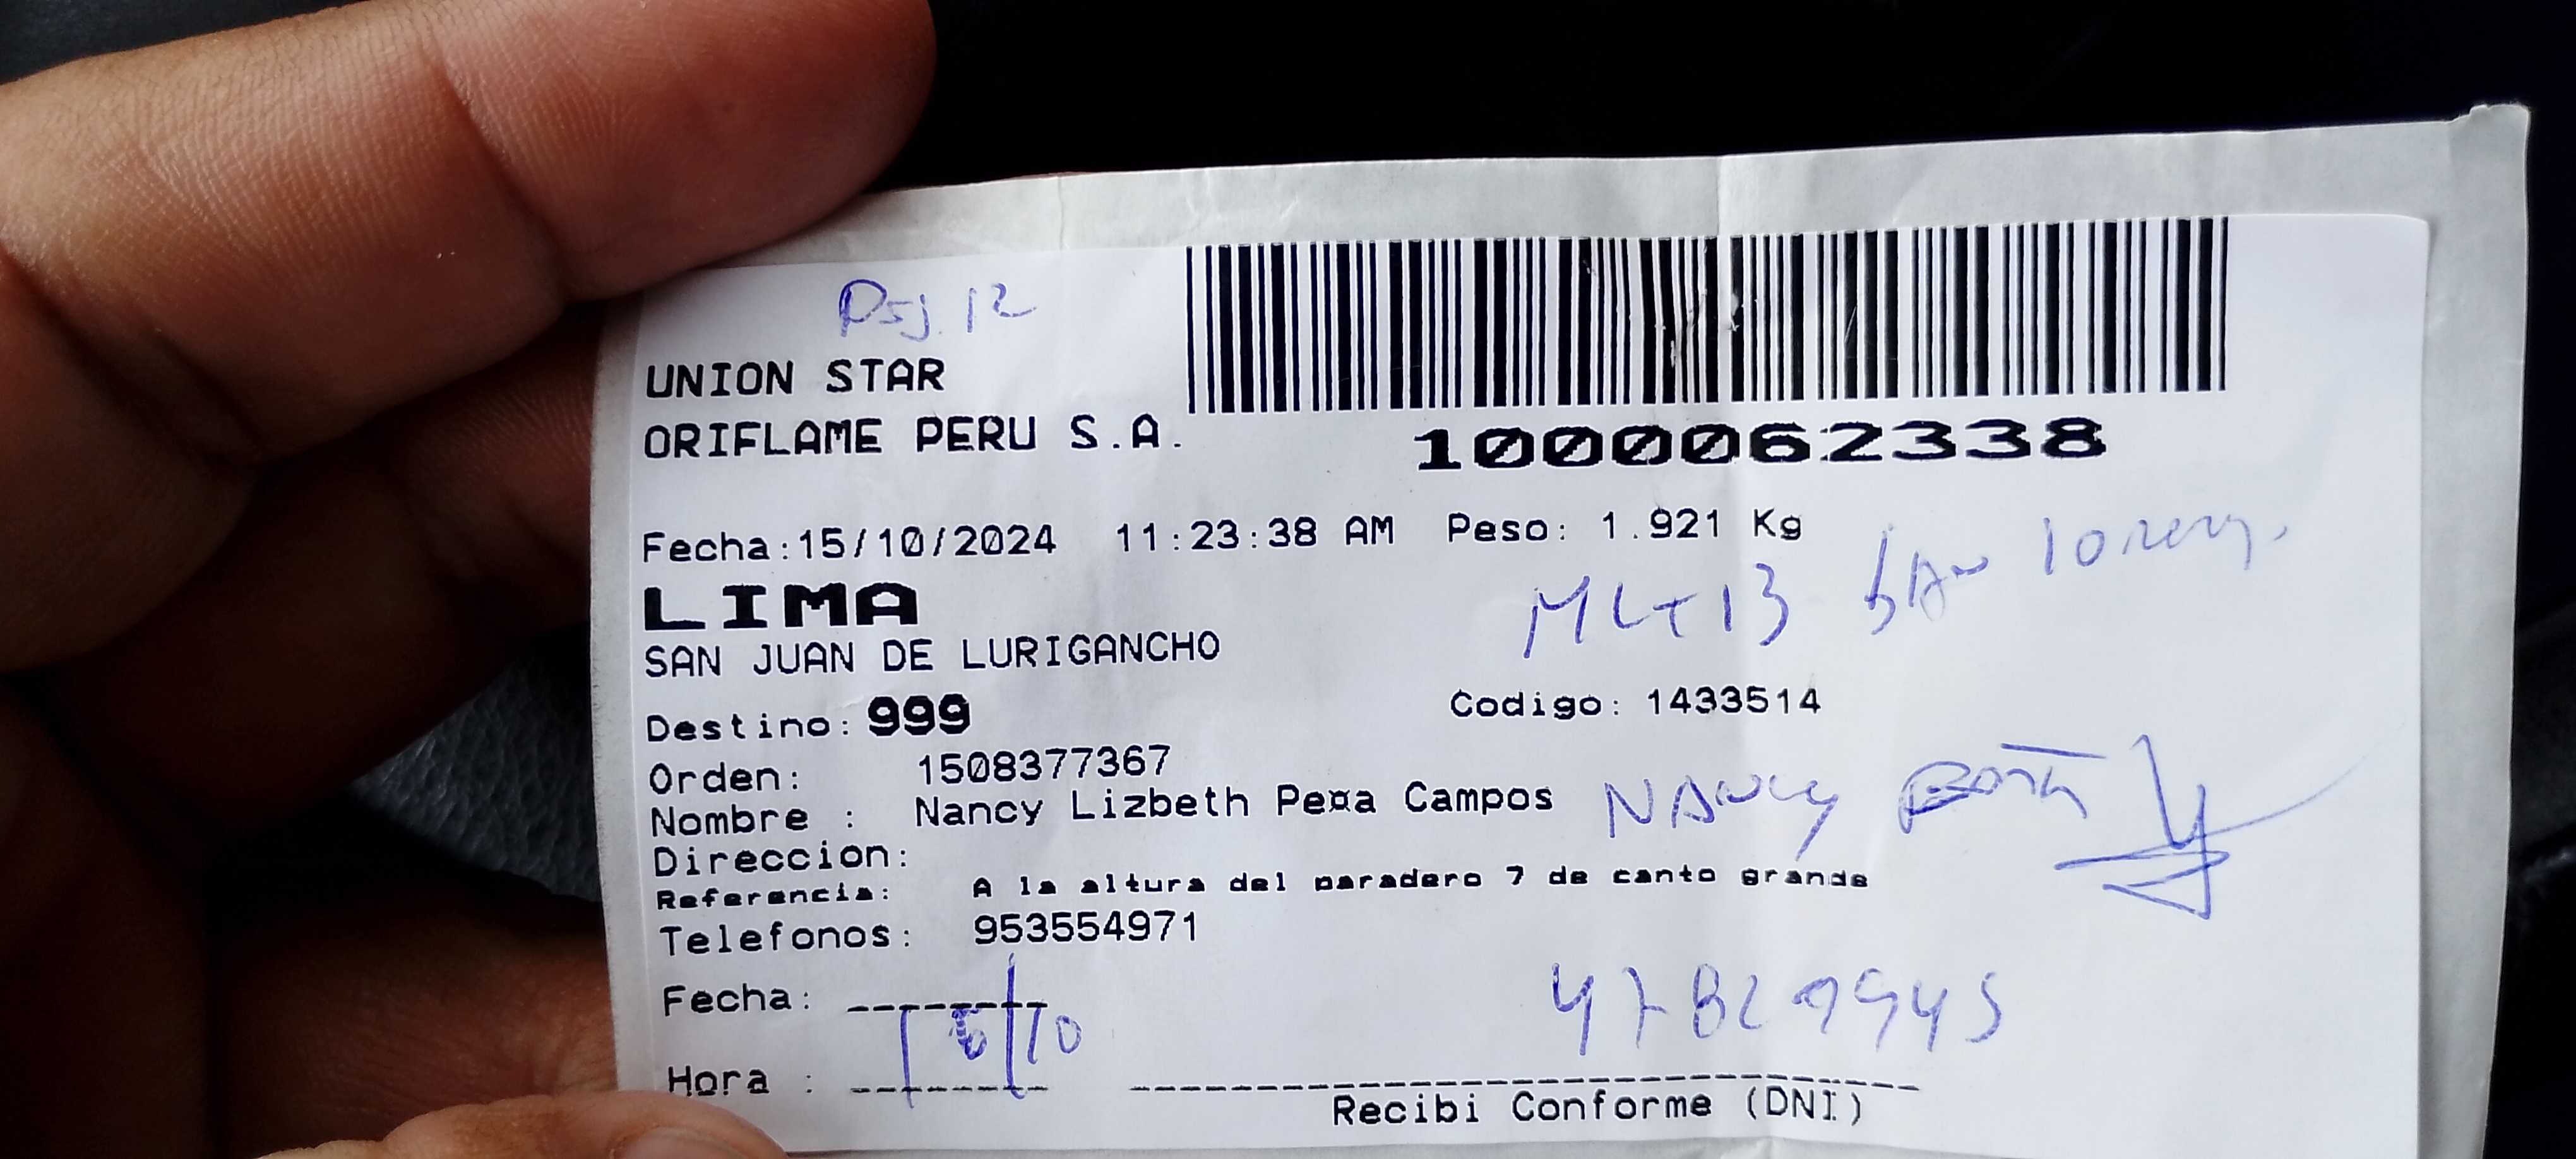 Psj. 12
UNION STAR
ORIFLAME PERU S.A.
1000062338
Fecha:15/10/2024 11:23:38 AM Peso: 1.921 Kg
LIMA
SAN JUAN DE LURIGANCHO
Destino: 999
Codigo: 1433514
Orden: 1508377367
Nombre : Nancy Lizbeth Pe¤a Campos
NANCY
Direccion:
Referencia: A la altura del paradero 7 de canto grande
Telefonos: 953554971
Fecha:
Hora :
Recibi Conforme (DNI)